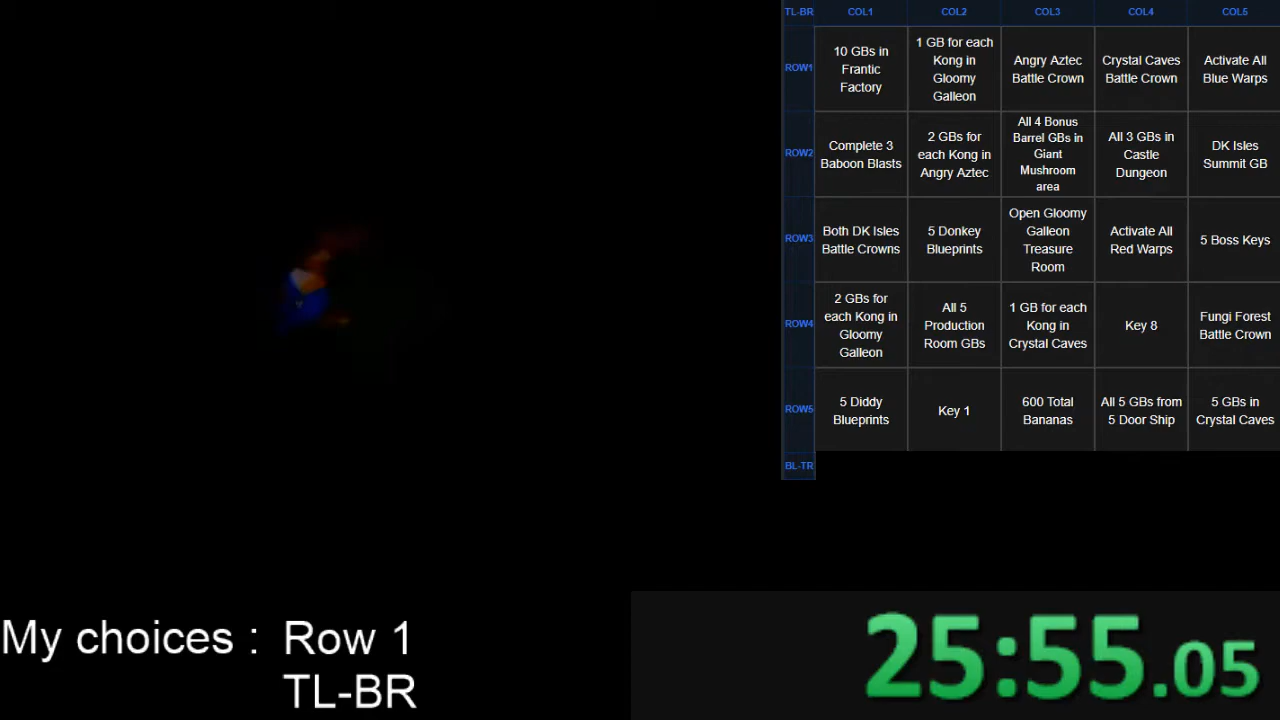 TL-BR COL1 COL2 COL3 COL4 COL5
ROW1
10 GBs in
Frantic
Factory
1 GB for each
Kong in
Gloomy
Galleon
Angry Aztec
Battle Crown
Crystal Caves
Battle Crown
Activate All
Blue Warps
ROW2
Complete 3
Baboon Blasts
2 GBs for
each Kong in
Angry Aztec
All 4 Bonus
Barrel GBs in
Giant
Mushroom
area
All 3 GBs in
Castle
Dungeon
DK Isles
Summit GB
ROW3
Both DK Isles
Battle Crowns
5 Donkey
Blueprints
Open Gloomy
Galleon
Treasure
Room
Activate All
Red Warps
5 Boss Keys
ROW4
2 GBs for
each Kong in
Gloomy
Galleon
All 5
Production
Room GBs
1 GB for each
Kong in
Crystal Caves
Key 8
Fungi Forest
Battle Crown
ROW5
5 Diddy
Blueprints
Key 1
600 Total
Bananas
All 5 GBs from
5 Door Ship
5 GBs in
Crystal Caves
BL-TR
My choices : Row 1
TL-BR
25:55.05